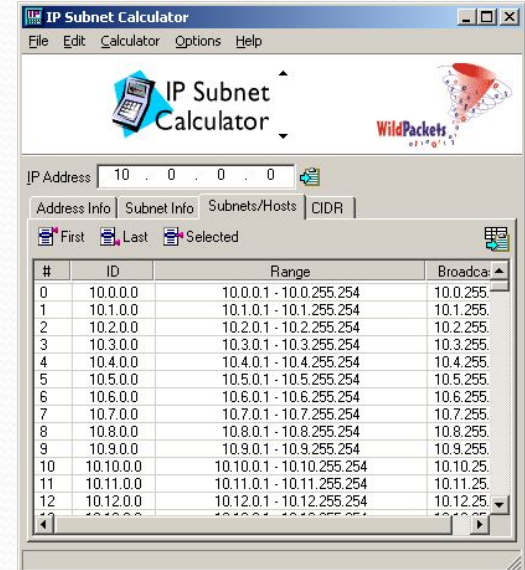 IP Subnet Calculator
File Edit Calculator Options Help
IP Subnet
Calculator
WildPackets
IP Address 10 . 0 . 0 . 0
Address Info Subnet Info Subnets/Hosts CIDR
First Last Selected
# ID Range Broadca
0 10.0.0.0 10.0.0.1 - 10.0.255.254 10.0.255.
1 10.1.0.0 10.1.0.1 - 10.1.255.254 10.1.255.
2 10.2.0.0 10.2.0.1 - 10.2.255.254 10.2.255.
3 10.3.0.0 10.3.0.1 - 10.3.255.254 10.3.255.
4 10.4.0.0 10.4.0.1 - 10.4.255.254 10.4.255.
5 10.5.0.0 10.5.0.1 - 10.5.255.254 10.5.255.
6 10.6.0.0 10.6.0.1 - 10.6.255.254 10.6.255.
7 10.7.0.0 10.7.0.1 - 10.7.255.254 10.7.255.
8 10.8.0.0 10.8.0.1 - 10.8.255.254 10.8.255.
9 10.9.0.0 10.9.0.1 - 10.9.255.254 10.9.255.
10 10.10.0.0 10.10.0.1 - 10.10.255.254 10.10.25.
11 10.11.0.0 10.11.0.1 - 10.11.255.254 10.11.25.
12 10.12.0.0 10.12.0.1 - 10.12.255.254 10.12.25.